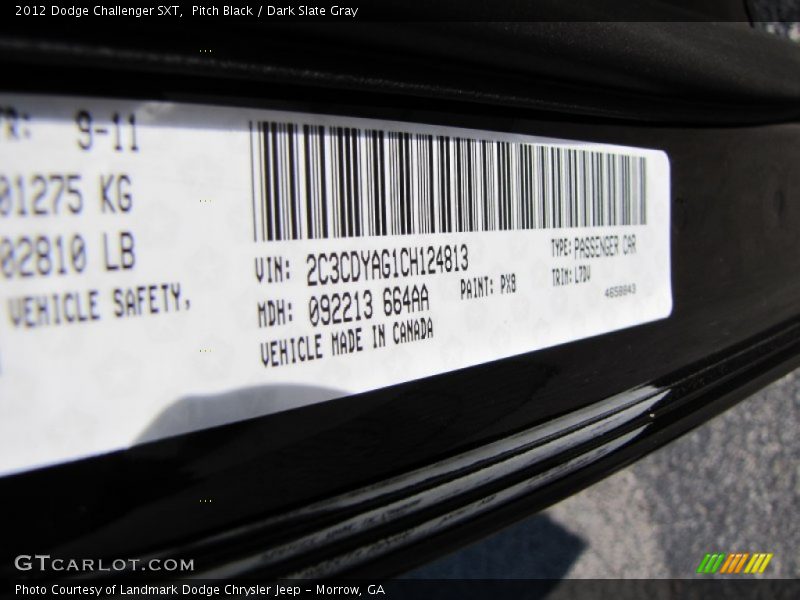 2012 Dodge Challenger SXT,  Pitch Black / Dark Slate Gray
9-11
01275 KG
02810 LB
VEHICLE SAFETY,
VIN: 2C3CDYAG1CH124813
MDH: 092213 664AA
PAINT: PX8
VEHICLE MADE IN CANADA
TYPE: PASSENGER CAR
TRIM: L7DV
4658843
GTCARLOT.COM
Photo Courtesy of Landmark Dodge Chrysler Jeep - Morrow, GA